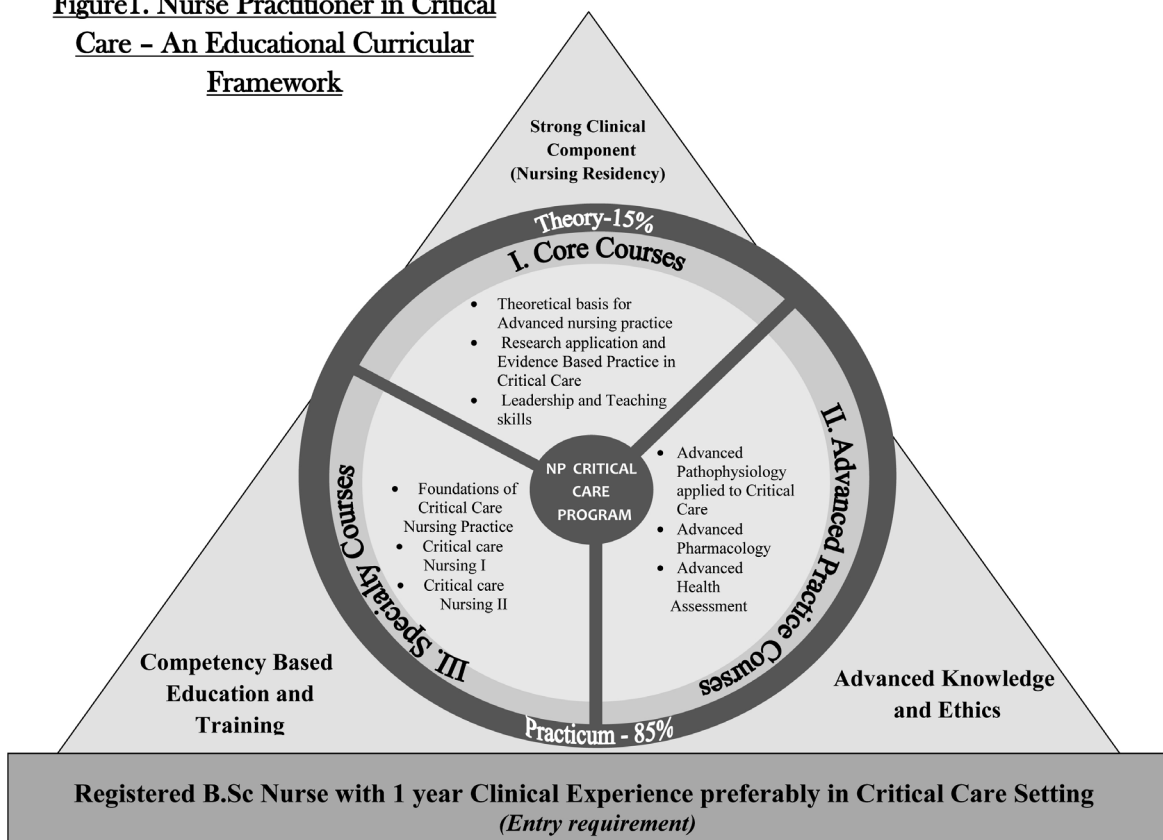 Figure1. Nurse Practitioner in Critical
Care – An Educational Curricular
Framework
Strong Clinical
Component
(Nursing Residency)
Theory-15%
I. Core Courses
• Theoretical basis for
Advanced nursing practice
• Research application and
Evidence Based Practice in
Critical Care
• Leadership and Teaching
skills
II. Advanced Practice Courses
• Advanced
Pathophysiology
applied to Critical
Care
• Advanced
Pharmacology
• Advanced
Health
Assessment
NP CRITICAL
CARE
PROGRAM
III. Specialty Courses
• Foundations of
Critical Care
Nursing Practice
• Critical care
Nursing I
• Critical care
Nursing II
Practicum - 85%
Competency Based
Education and
Training
Advanced Knowledge
and Ethics
Registered B.Sc Nurse with 1 year Clinical Experience preferably in Critical Care Setting
(Entry requirement)